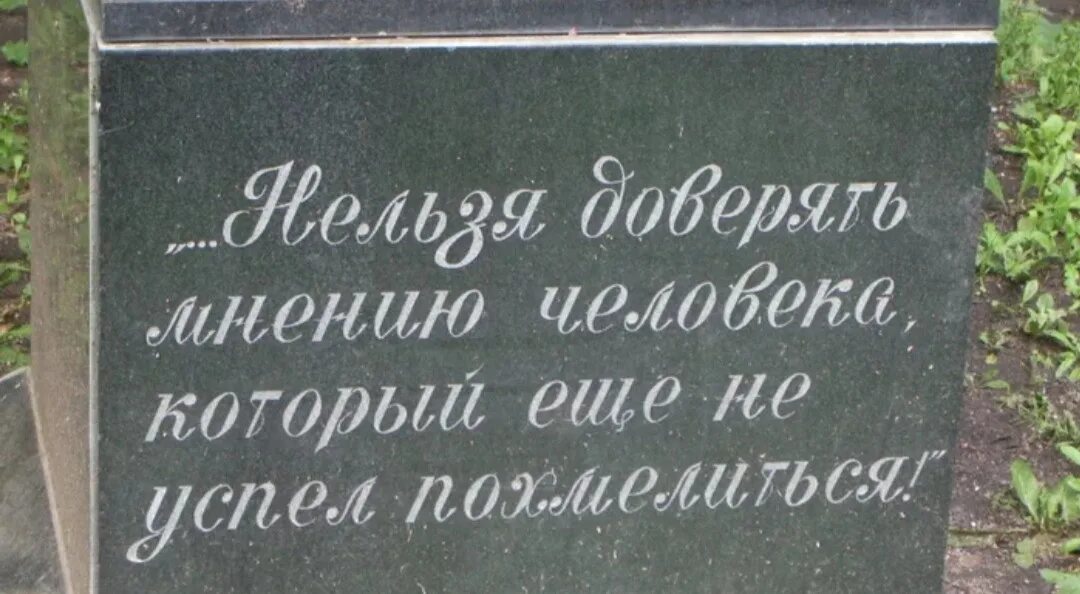 „...Нельзя доверять
мнению человека,
который еще не
успел похмелиться!"